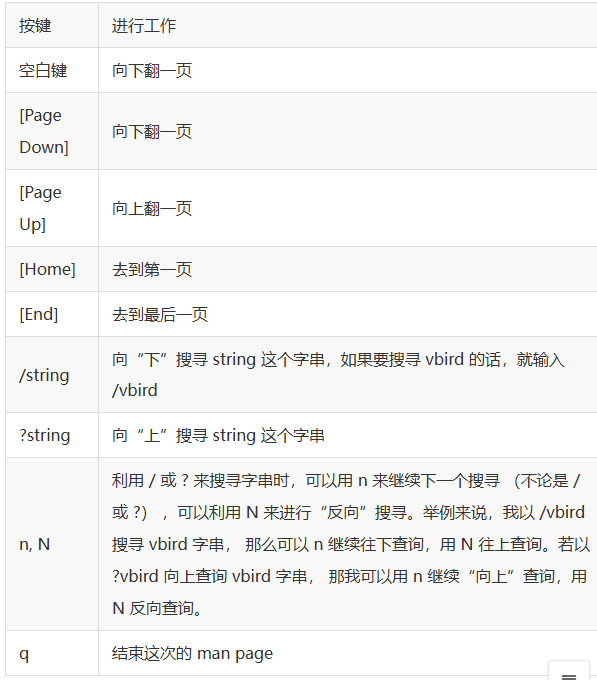 按键 进行工作
空白键 向下翻一页
[Page
Down] 向下翻一页
[Page
Up] 向上翻一页
[Home] 去到第一页
[End] 去到最后一页
/string 向“下”搜寻 string 这个字串，如果要搜寻 vbird 的话，就输入
/vbird
?string 向“上”搜寻 string 这个字串
n, N 利用 / 或 ? 来搜寻字串时，可以用 n 来继续下一个搜寻 （不论是 /
或 ?） ，可以利用 N 来进行“反向”搜寻。举例来说，我以 /vbird
搜寻 vbird 字串， 那么可以 n 继续往下查询，用 N 往上查询。若以
?vbird 向上查询 vbird 字串， 那我可以用 n 继续“向上”查询，用
N 反向查询。
q 结束这次的 man page